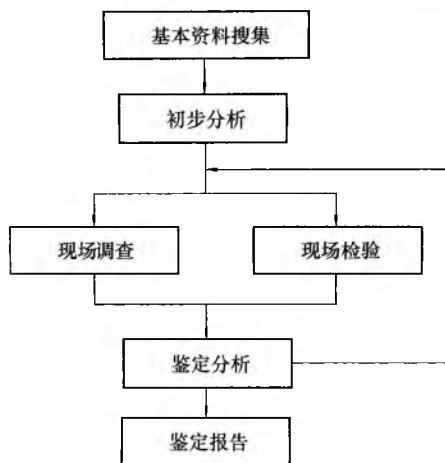 基本资料搜集
初步分析
现场调查
现场检验
鉴定分析
鉴定报告